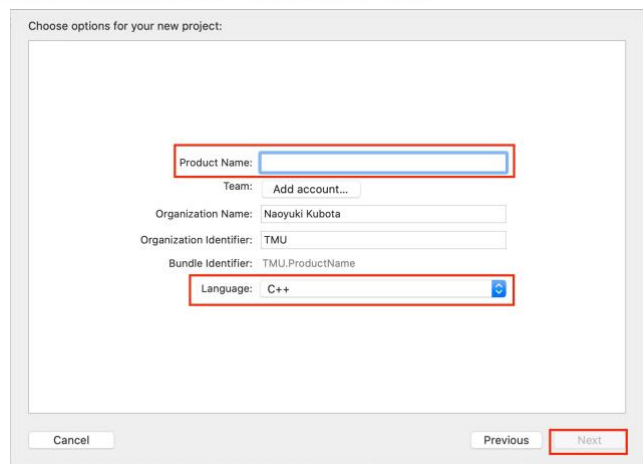 Choose options for your new project:
Product Name:
Team: Add account...
Organization Name: Naoyuki Kubota
Organization Identifier: TMU
Bundle Identifier: TMU.ProductName
Language: C++
Cancel Previous Next